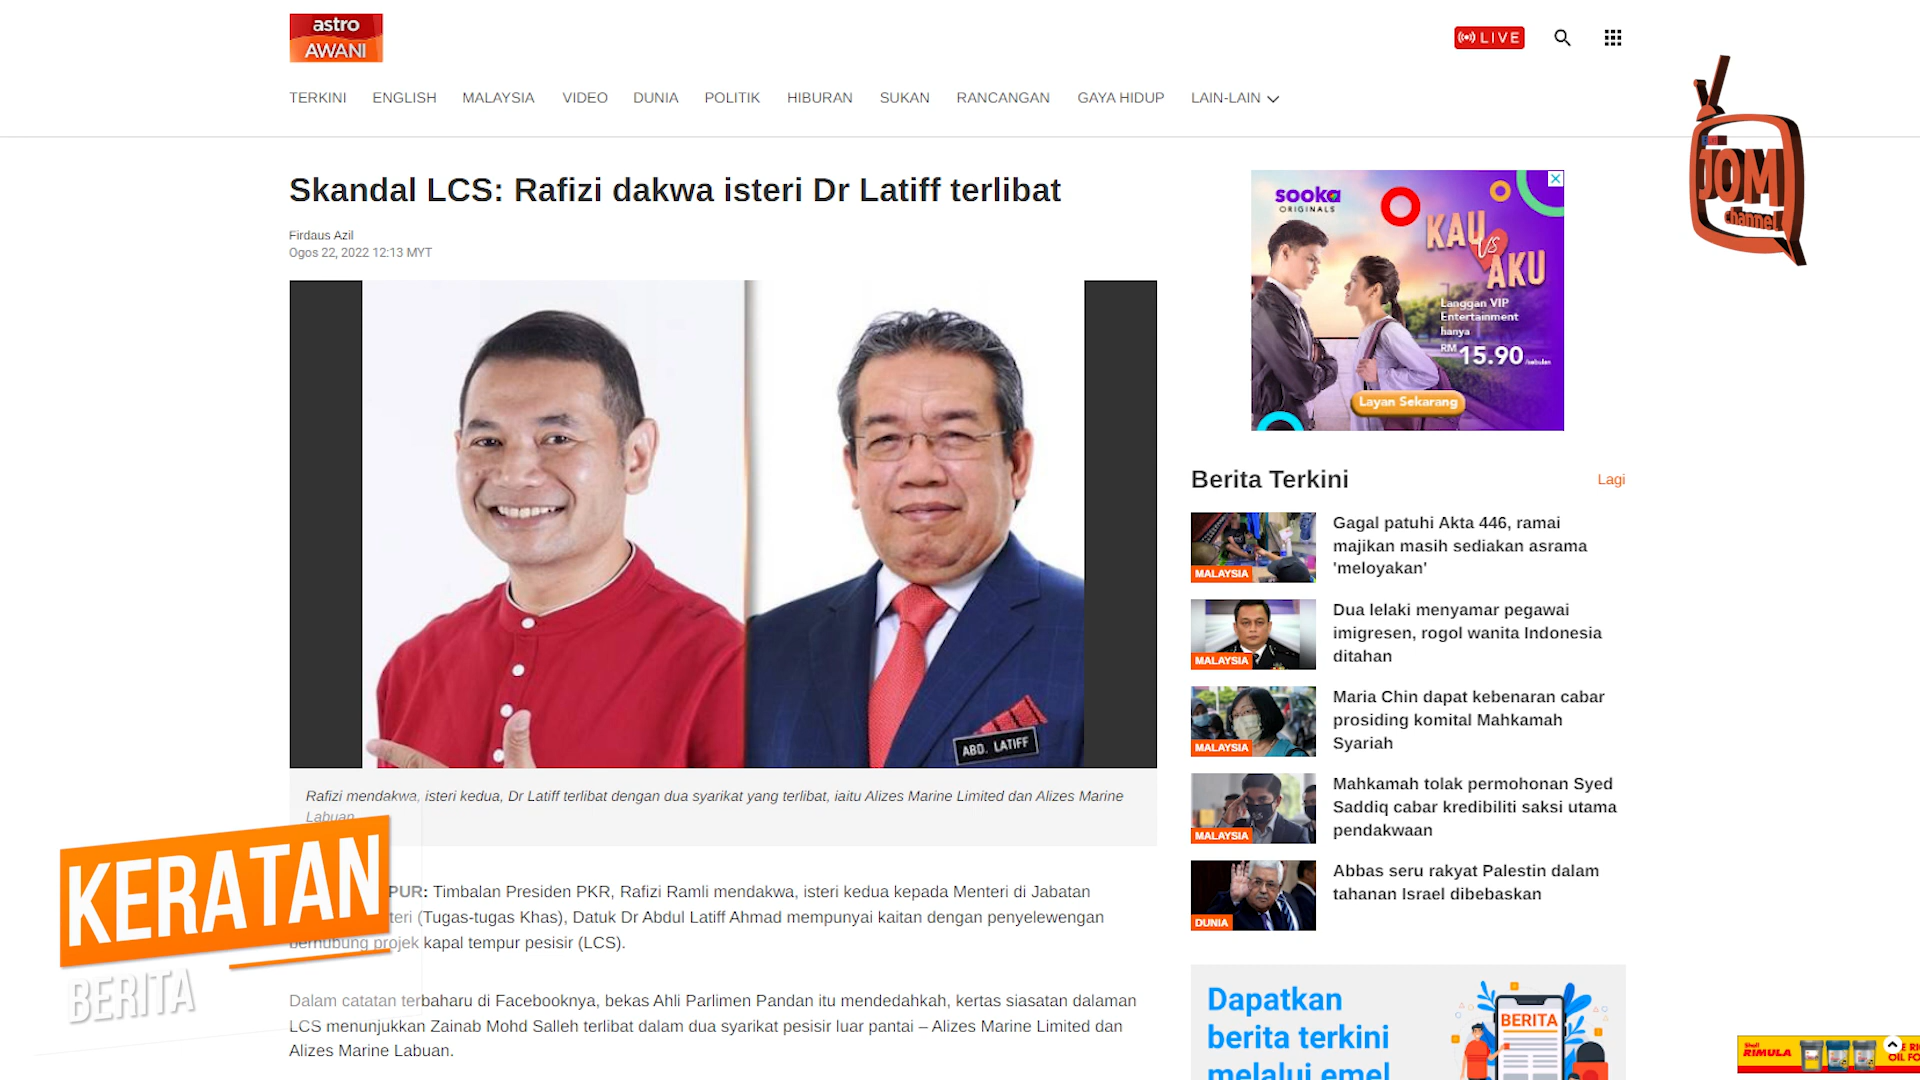 astro
AWANI
LIVE
TERKINI ENGLISH MALAYSIA VIDEO DUNIA POLITIK HIBURAN SUKAN RANCANGAN GAYA HIDUP LAIN-LAIN
JOM
channel
Skandal LCS: Rafizi dakwa isteri Dr Latiff terlibat
Firdaus Azil
Ogos 22, 2022 12:13 MYT
sooka
ORIGINALS
KAU
vs
AKU
Langgan VIP
Entertainment
hanya
RM 15.90 /sebulan
Layan Sekarang
ABD. LATIFF
Rafizi mendakwa, isteri kedua, Dr Latiff terlibat dengan dua syarikat yang terlibat, iaitu Alizes Marine Limited dan Alizes Marine
Labuan
PUR: Timbalan Presiden PKR, Rafizi Ramli mendakwa, isteri kedua kepada Menteri di Jabatan
teri (Tugas-tugas Khas), Datuk Dr Abdul Latiff Ahmad mempunyai kaitan dengan penyelewengan
berhubung projek kapal tempur pesisir (LCS).
Dalam catatan terbaharu di Facebooknya, bekas Ahli Parlimen Pandan itu mendedahkan, kertas siasatan dalaman
LCS menunjukkan Zainab Mohd Salleh terlibat dalam dua syarikat pesisir luar pantai – Alizes Marine Limited dan
Alizes Marine Labuan.
KERATAN
BERITA
Berita Terkini
Lagi
MALAYSIA
Gagal patuhi Akta 446, ramai
majikan masih sediakan asrama
'meloyakan'
MALAYSIA
Dua lelaki menyamar pegawai
imigresen, rogol wanita Indonesia
ditahan
MALAYSIA
Maria Chin dapat kebenaran cabar
prosiding komital Mahkamah
Syariah
MALAYSIA
Mahkamah tolak permohonan Syed
Saddiq cabar kredibiliti saksi utama
pendakwaan
DUNIA
Abbas seru rakyat Palestin dalam
tahanan Israel dibebaskan
Dapatkan
berita terkini
melalui emel
BERITA
Shell
RIMULA
OIL FO